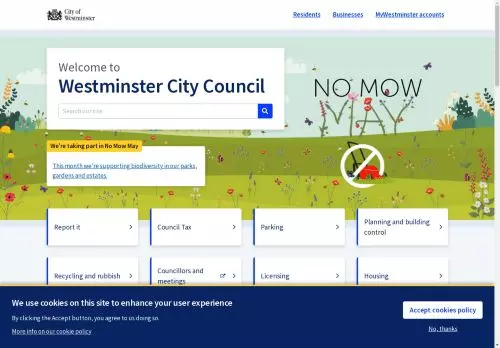 City of
Westminster
Residents
Businesses
MyWestminster accounts
Welcome to
Westminster City Council
Search our site
NO MOW
MAY
We're taking part in No Mow May
This month we're supporting biodiversity in our parks,
gardens and estates.
Report it
Council Tax
Parking
Planning and building
control
Recycling and rubbish
Councillors and
meetings
Licensing
Housing
We use cookies on this site to enhance your user experience
By clicking the Accept button, you agree to us doing so.
More info on our cookie policy
Accept cookies policy
No, thanks